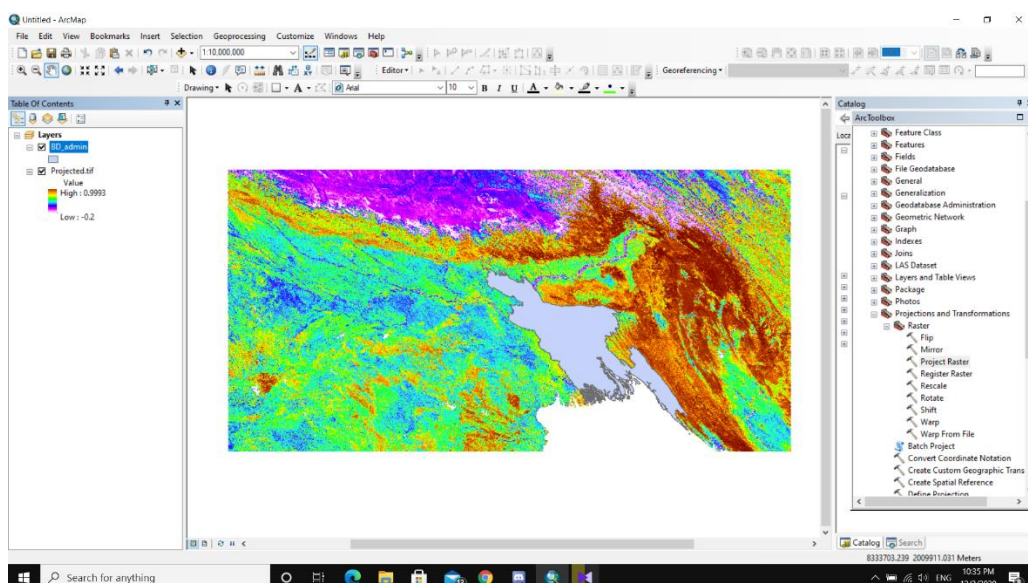 Untitled - ArcMap
File Edit View Bookmarks Insert Selection Geoprocessing Customize Windows Help
1:10,000,000
Editor
Georeferencing
Drawing
Arial
10
B I U A
Table Of Contents
Layers
BD_admin
Projected.tif
Value
High : 0.9993
Low : -0.2
Catalog
ArcToolbox
Feature Class
Features
Fields
File Geodatabase
General
Generalization
Geodatabase Administration
Geometric Network
Graph
Indexes
Joins
LAS Dataset
Layers and Table Views
Package
Photos
Projections and Transformations
Raster
Flip
Mirror
Project Raster
Register Raster
Rescale
Rotate
Shift
Warp
Warp From File
Batch Project
Convert Coordinate Notation
Create Custom Geographic Trans
Create Spatial Reference
Define Projection
Catalog Search
8333703.239 2009911.031 Meters
Search for anything
ENG
10:35 PM